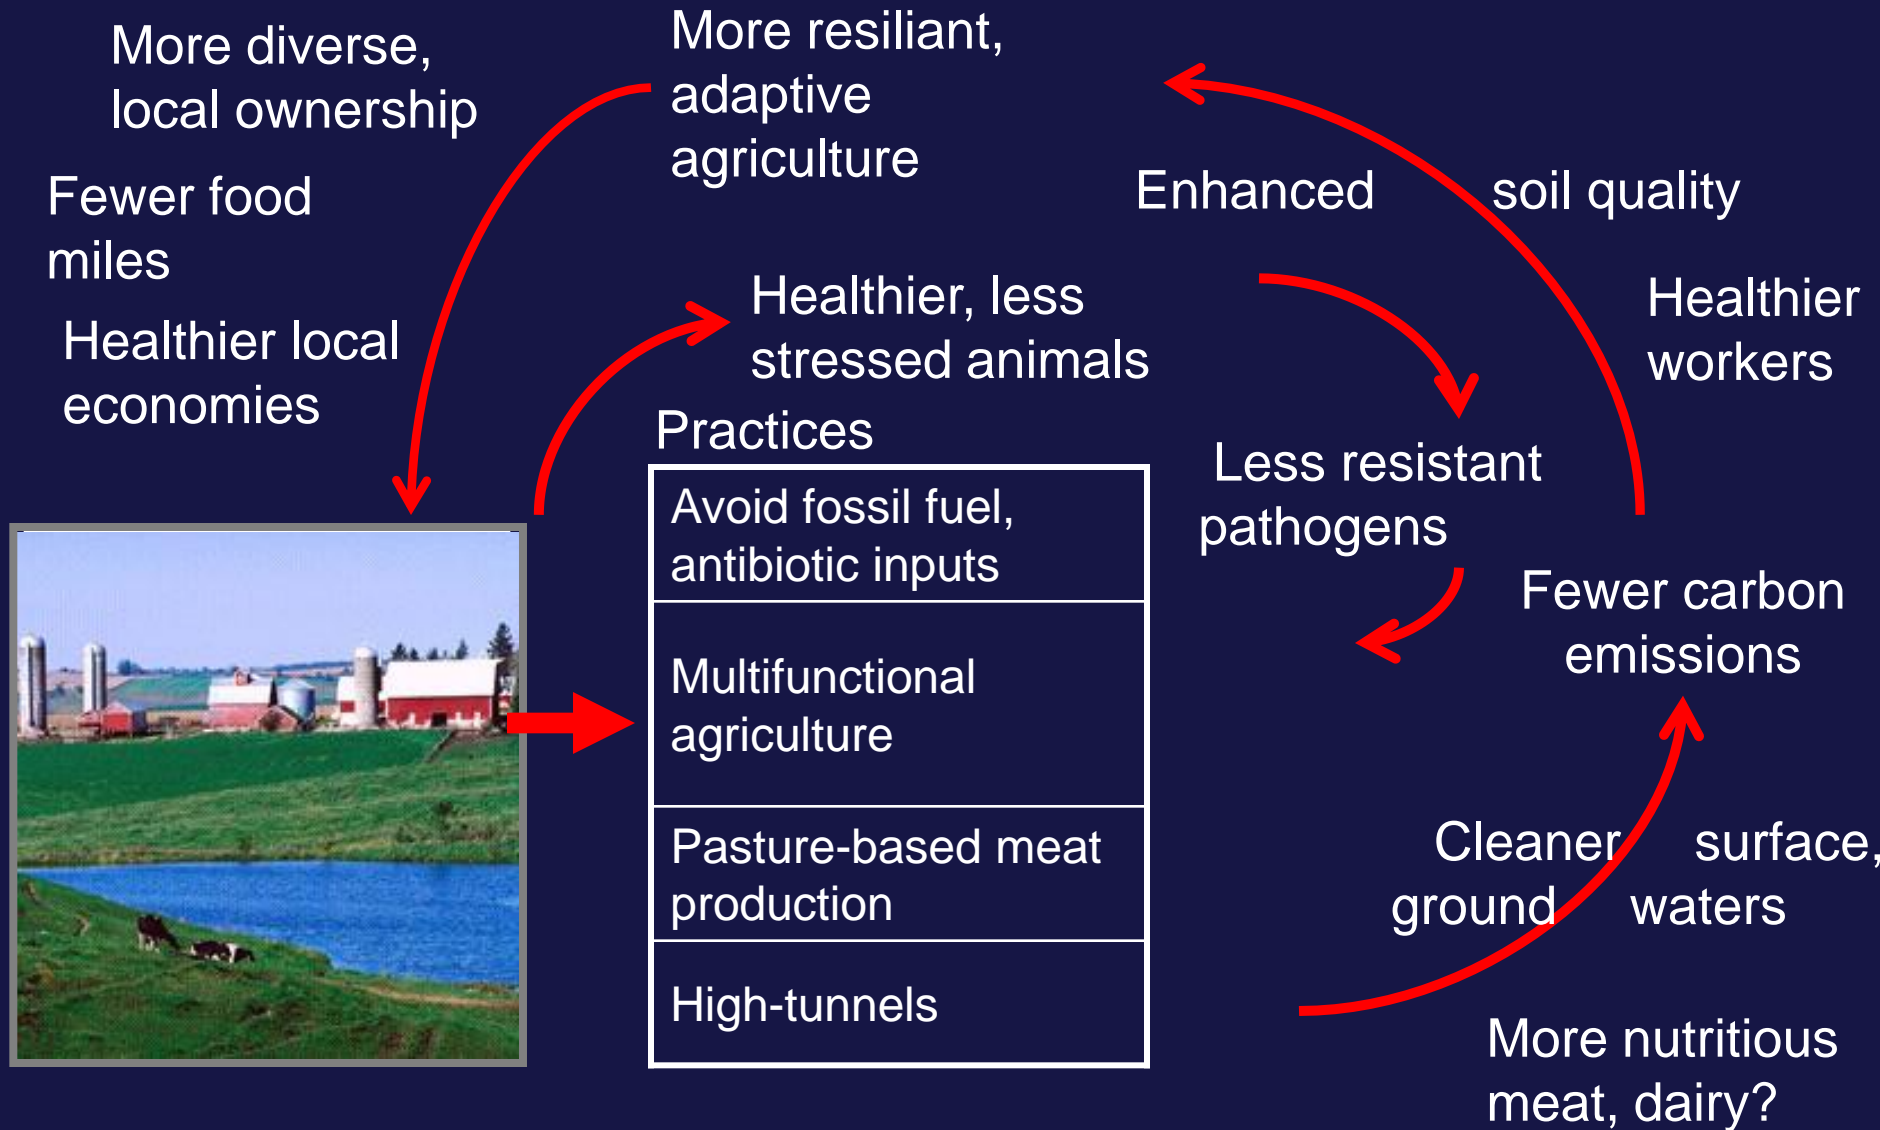 More diverse,
local ownership
More resiliant,
adaptive
agriculture
Fewer food
miles
Enhanced soil quality
Healthier local
economies
Healthier, less
stressed animals
Healthier
workers
Practices
Avoid fossil fuel,
antibiotic inputs
Multifunctional
agriculture
Pasture-based meat
production
High-tunnels
Less resistant
pathogens
Fewer carbon
emissions
Cleaner surface,
ground waters
More nutritious
meat, dairy?